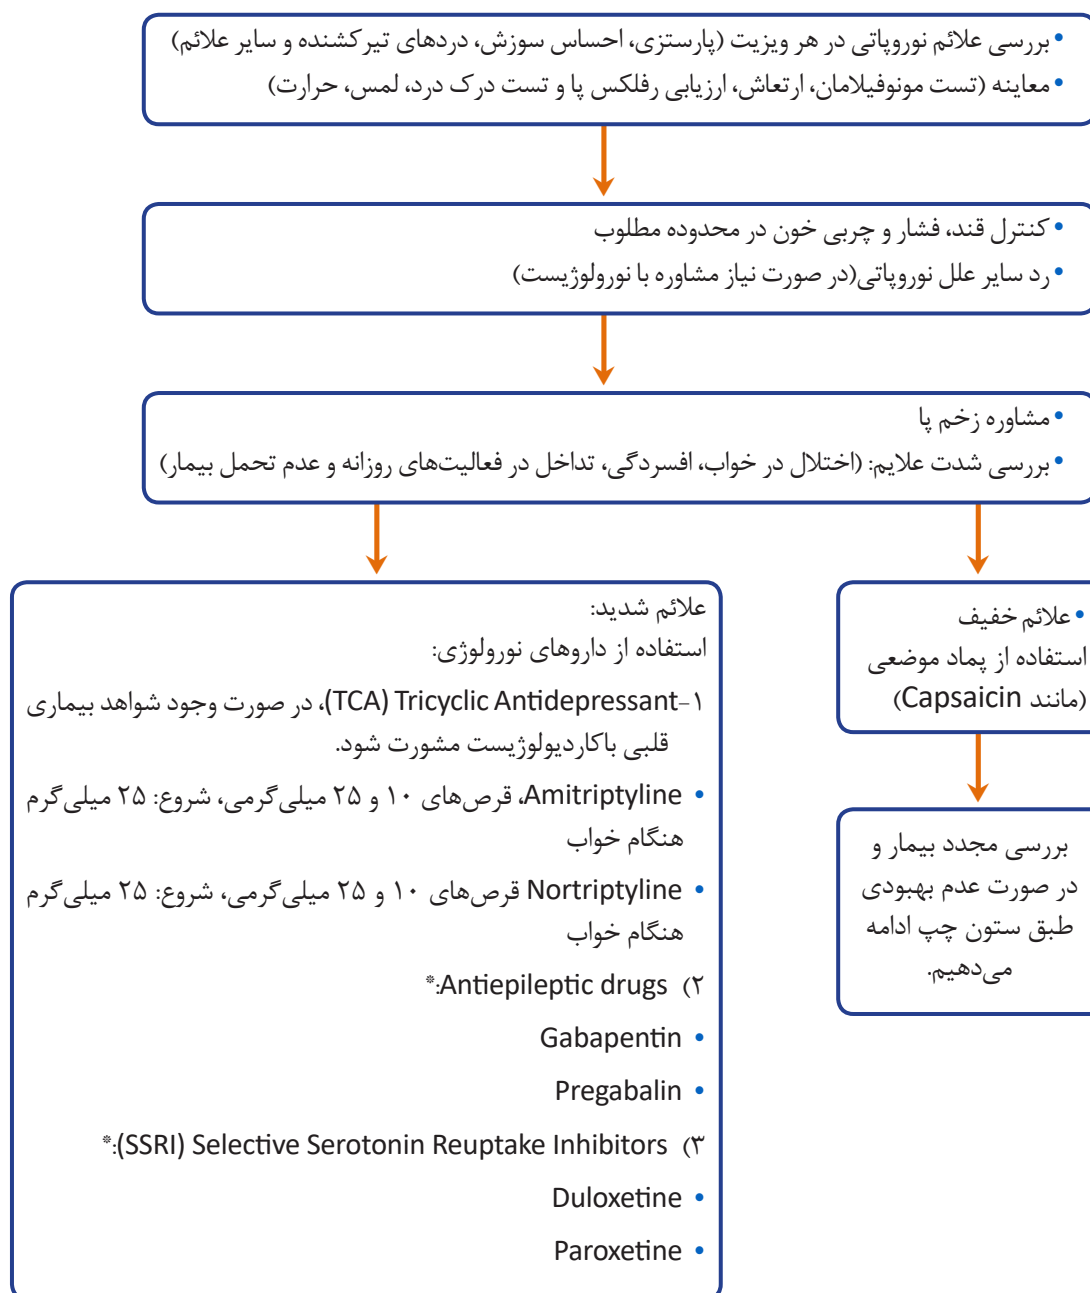 • بررسی علائم نوروپاتی در هر ویزیت (پارستزی، احساس سوزش، دردهای تیرکشنده و سایر علائم)
• معاینه (تست مونوفیلامان، ارتعاش، ارزیابی رفلکس پا و تست درک درد، لمس، حرارت)
• کنترل قند، فشار و چربی خون در محدوده مطلوب
• رد سایر علل نوروپاتی(در صورت نیاز مشاوره با نورولوژیست)
• مشاوره زخم پا
• بررسی شدت علایم: (اختلال در خواب، افسردگی، تداخل در فعالیت‌های روزانه و عدم تحمل بیمار)
• علائم خفیف
استفاده از پماد موضعی
(مانند Capsaicin)
بررسی مجدد بیمار و
در صورت عدم بهبودی
طبق ستون چپ ادامه
می‌دهیم.
علائم شدید:
استفاده از داروهای نورولوژی:
۱-Tricyclic Antidepressant (TCA)، در صورت وجود شواهد بیماری
قلبی باکاردیولوژیست مشورت شود.
• Amitriptyline، قرص‌های ۱۰ و ۲۵ میلی‌گرمی، شروع: ۲۵ میلی‌گرم
هنگام خواب
• Nortriptyline قرص‌های ۱۰ و ۲۵ میلی‌گرمی، شروع: ۲۵ میلی‌گرم
هنگام خواب
۲) Antiepileptic drugs:*
• Gabapentin
• Pregabalin
۳) Selective Serotonin Reuptake Inhibitors (SSRI):*
• Duloxetine
• Paroxetine